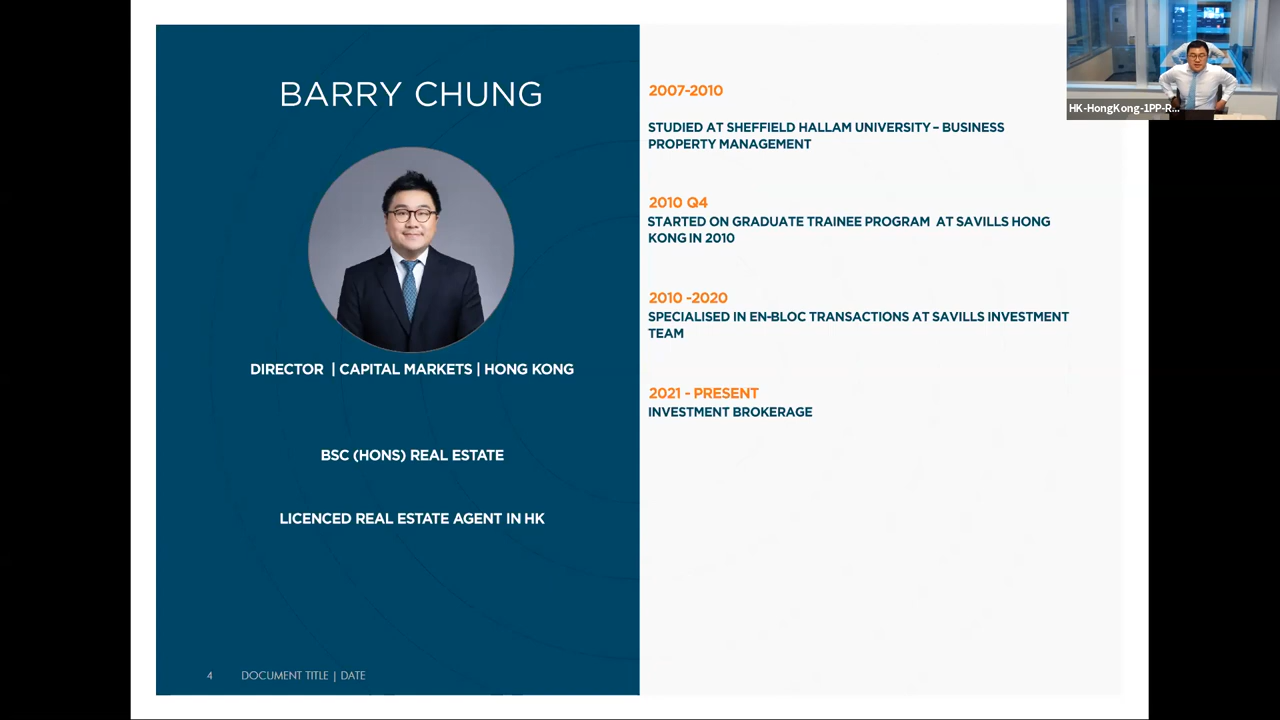 BARRY CHUNG
DIRECTOR | CAPITAL MARKETS | HONG KONG
BSC (HONS) REAL ESTATE
LICENCED REAL ESTATE AGENT IN HK
4 DOCUMENT TITLE | DATE
2007-2010
STUDIED AT SHEFFIELD HALLAM UNIVERSITY – BUSINESS
PROPERTY MANAGEMENT
2010 Q4
STARTED ON GRADUATE TRAINEE PROGRAM AT SAVILLS HONG
KONG IN 2010
2010 -2020
SPECIALISED IN EN-BLOC TRANSACTIONS AT SAVILLS INVESTMENT
TEAM
2021 - PRESENT
INVESTMENT BROKERAGE
HK-HongKong-1PP-R...